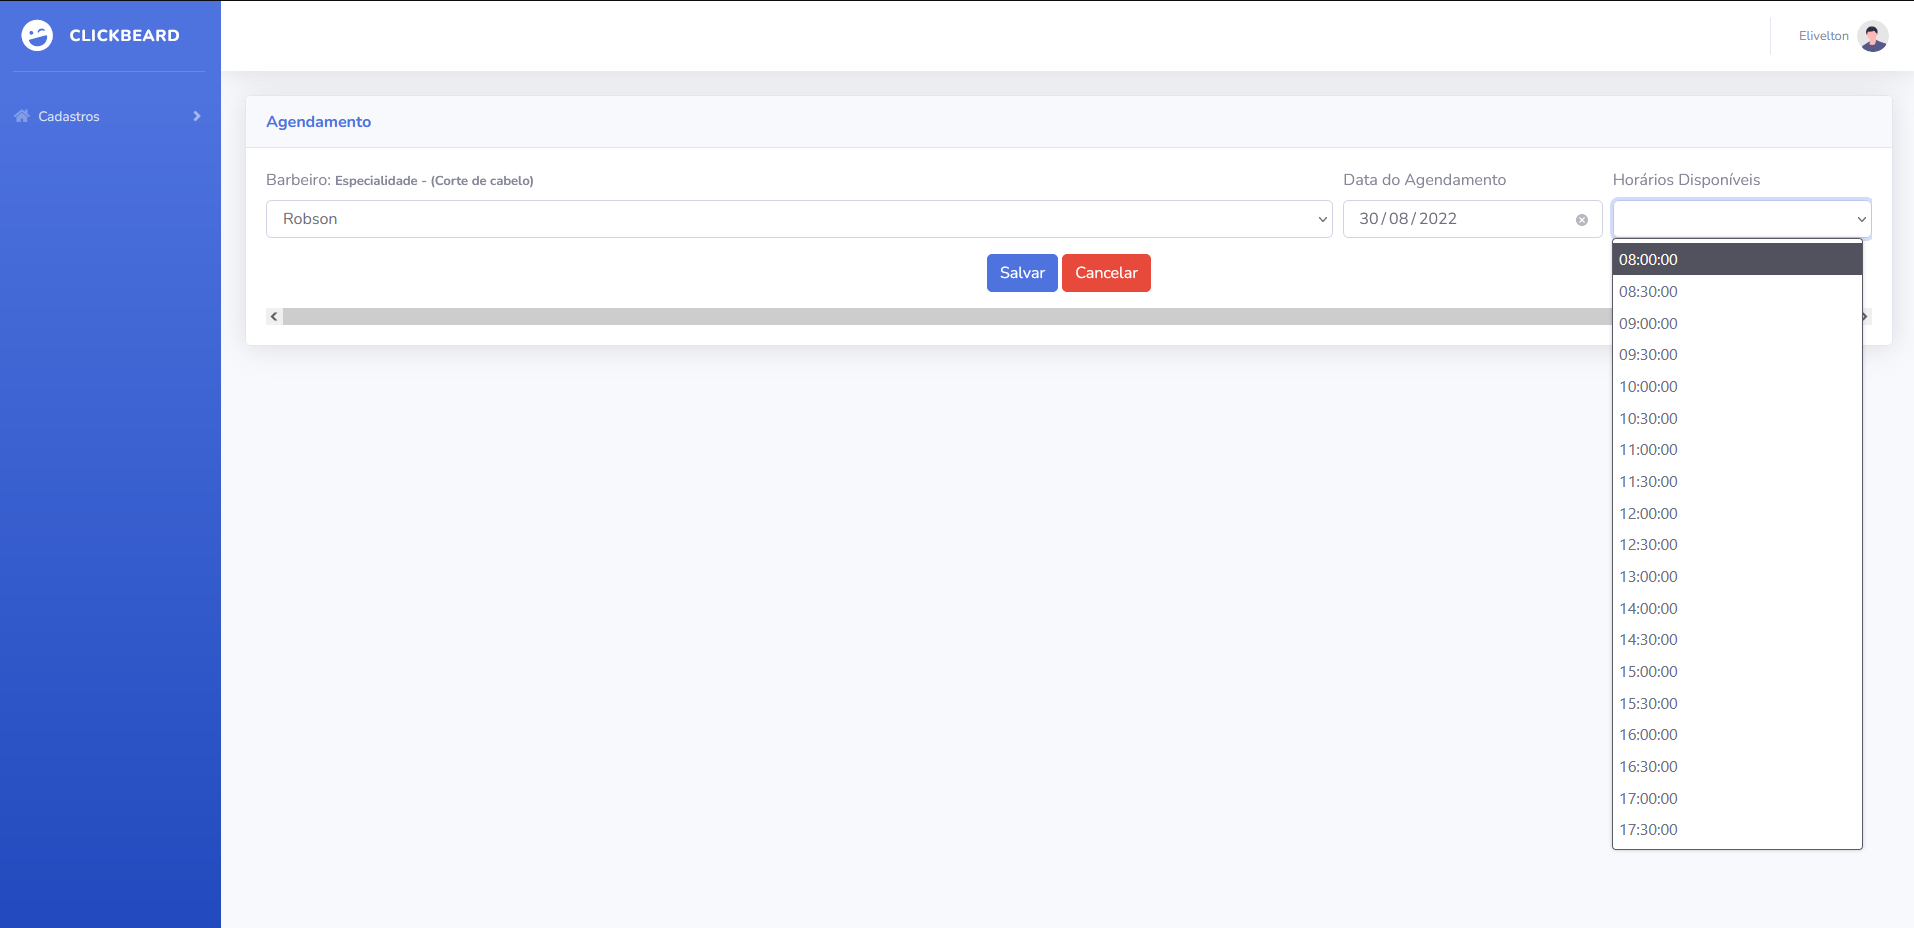 CLICKBEARD
Elivelton
Cadastros
Agendamento
Barbeiro: Especialidade - (Corte de cabelo)
Data do Agendamento
Horários Disponíveis
Robson
30/08/2022
Salvar
Cancelar
08:00:00
08:30:00
09:00:00
09:30:00
10:00:00
10:30:00
11:00:00
11:30:00
12:00:00
12:30:00
13:00:00
14:00:00
14:30:00
15:00:00
15:30:00
16:00:00
16:30:00
17:00:00
17:30:00